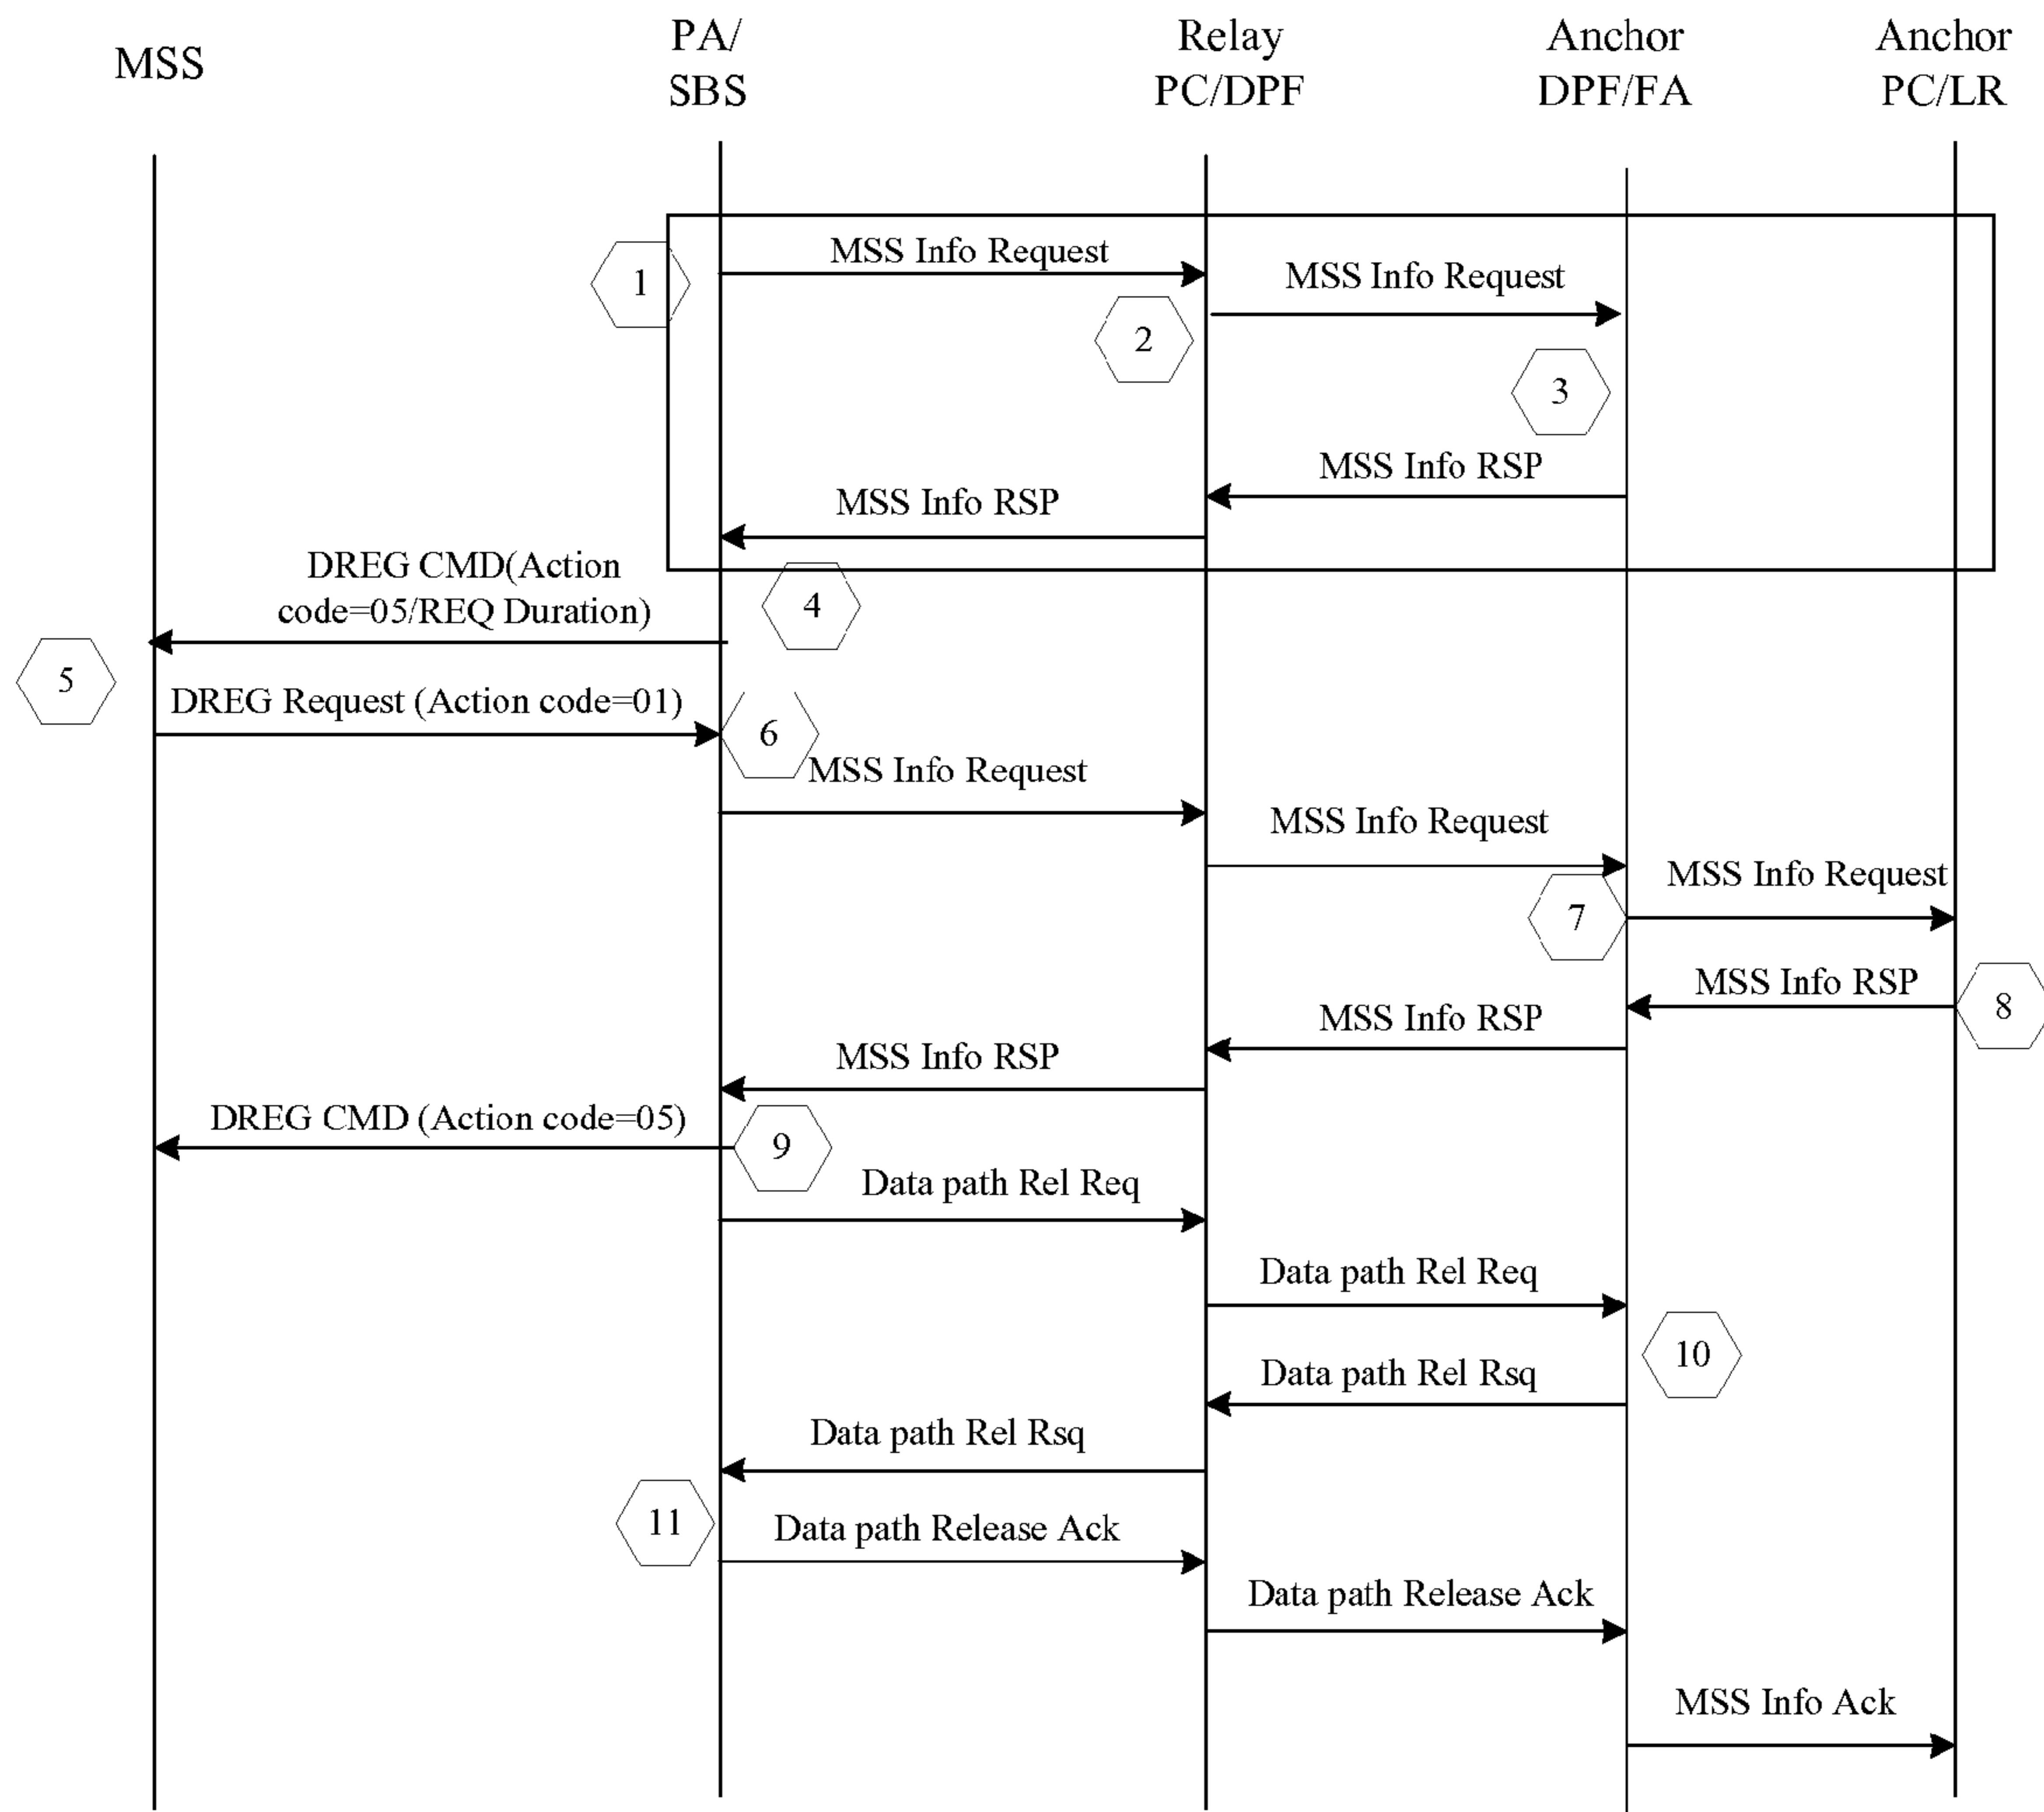 MSS
PA/
SBS
Relay
PC/DPF
Anchor
DPF/FA
Anchor
PC/LR
MSS Info Request
1
MSS Info Request
2
3
MSS Info RSP
MSS Info RSP
DREG CMD(Action
code=05/REQ Duration)
4
5
DREG Request (Action code=01)
6
MSS Info Request
MSS Info Request
MSS Info Request
7
MSS Info RSP
8
MSS Info RSP
MSS Info RSP
DREG CMD (Action code=05)
9
Data path Rel Req
Data path Rel Req
10
Data path Rel Rsq
Data path Rel Rsq
11
Data path Release Ack
Data path Release Ack
MSS Info Ack